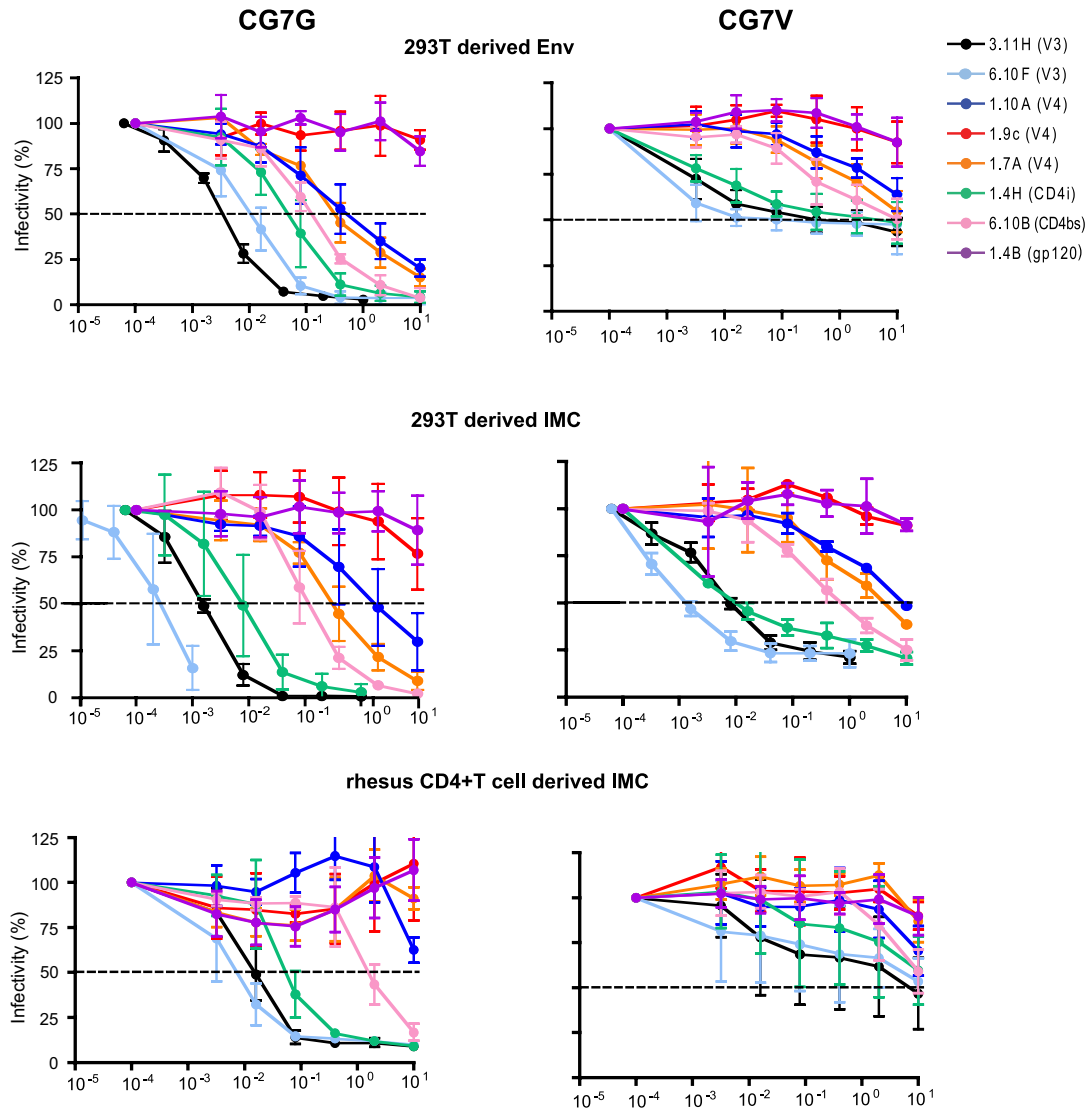 CG7G CG7V
293T derived Env
3.11H (V3)
6.10F (V3)
1.10A (V4)
1.9c (V4)
1.7A (V4)
1.4H (CD4i)
6.10B (CD4bs)
1.4B (gp120)
Infectivity (%)
125
100
75
50
25
0
10-5 10-4 10-3 10-2 10-1 100 101
10-5 10-4 10-3 10-2 10-1 100 101
293T derived IMC
Infectivity (%)
125
100
75
50
25
0
10-5 10-4 10-3 10-2 10-1 100 101
10-5 10-4 10-3 10-2 10-1 100 101
rhesus CD4+T cell derived IMC
Infectivity (%)
125
100
75
50
25
0
10-5 10-4 10-3 10-2 10-1 100 101
10-5 10-4 10-3 10-2 10-1 100 101